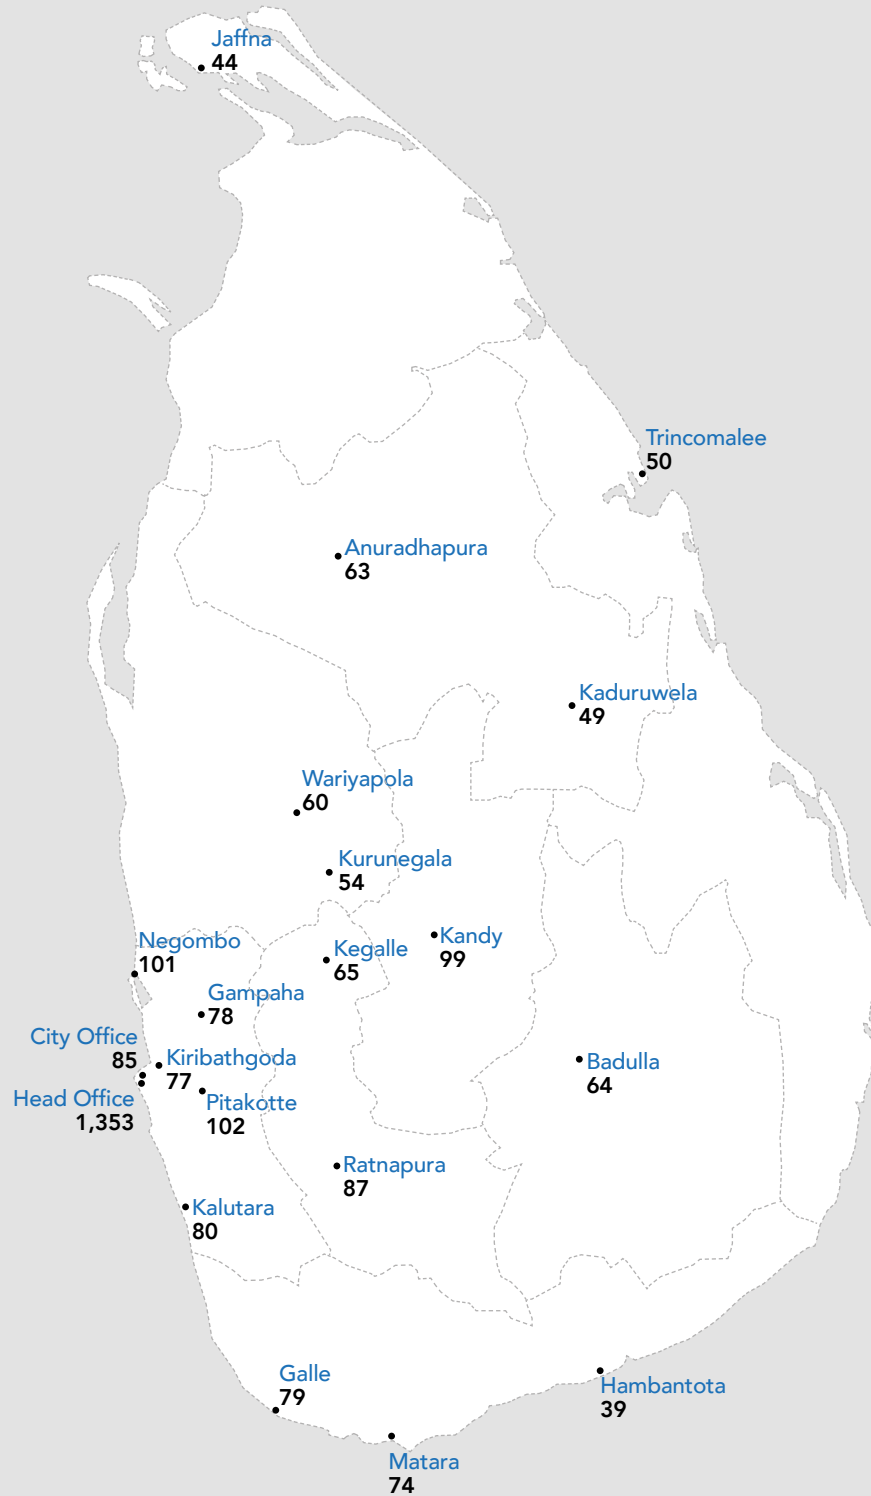 Jaffna
44
Trincomalee
50
Anuradhapura
63
Kaduruwela
49
Wariyapola
60
Kurunegala
54
Negombo
101
Kegalle
65
Kandy
99
Gampaha
78
City Office
85
Kiribathgoda
77
Badulla
64
Head Office
1,353
Pitakotte
102
Ratnapura
87
Kalutara
80
Galle
79
Hambantota
39
Matara
74